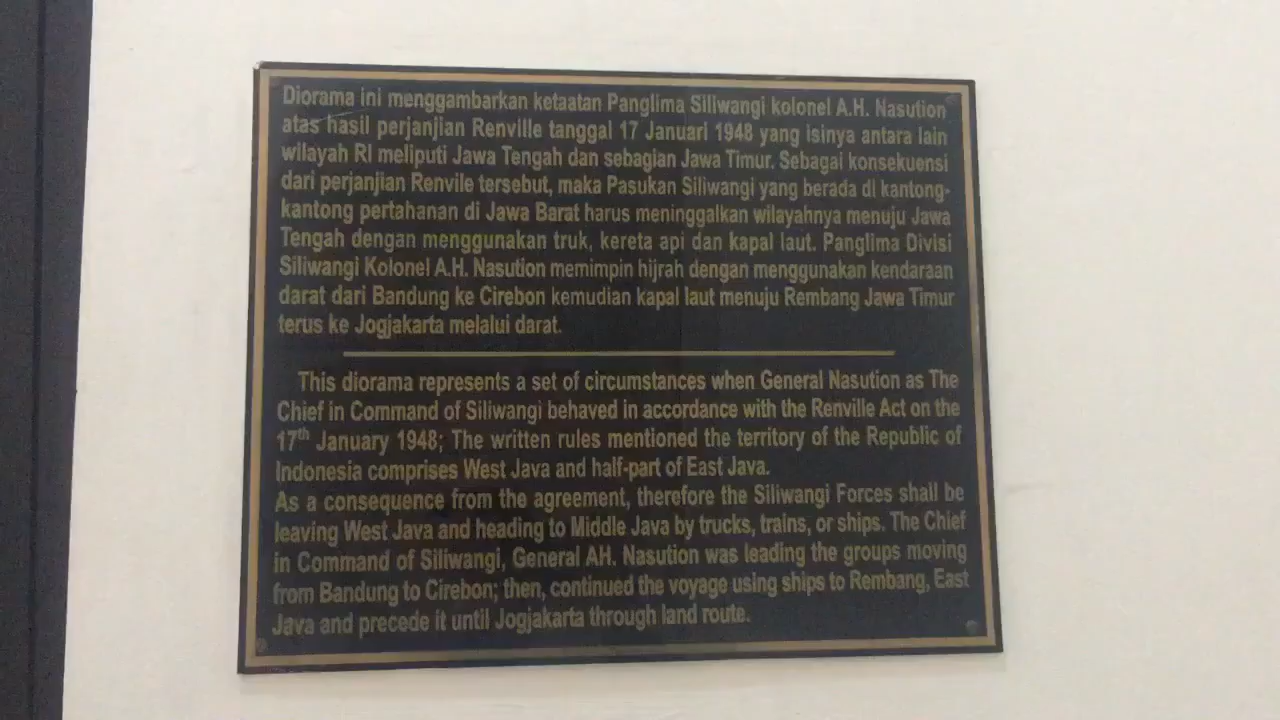 Diorama ini menggambarkan ketaatan Panglima Siliwangi kolonel A.H. Nasution
atas hasil perjanjian Renville tanggal 17 Januari 1948 yang isinya antara lain
wilayah RI meliputi Jawa Tengah dan sebagian Jawa Timur. Sebagai konsekuensi
dari perjanjian Renvile tersebut, maka Pasukan Siliwangi yang berada di kantong-
kantong pertahanan di Jawa Barat harus meninggalkan wilayahnya menuju Jawa
Tengah dengan menggunakan truk, kereta api dan kapal laut. Panglima Divisi
Siliwangi Kolonel A.H. Nasution memimpin hijrah dengan menggunakan kendaraan
darat dari Bandung ke Cirebon kemudian kapal laut menuju Rembang Jawa Timur
terus ke Jogjakarta melalui darat.
This diorama represents a set of circumstances when General Nasution as The
Chief in Command of Siliwangi behaved in accordance with the Renville Act on the
17th January 1948; The written rules mentioned the territory of the Republic of
Indonesia comprises West Java and half-part of East Java.
As a consequence from the agreement, therefore the Siliwangi Forces shall be
leaving West Java and heading to Middle Java by trucks, trains, or ships. The Chief
in Command of Siliwangi, General AH. Nasution was leading the groups moving
from Bandung to Cirebon; then, continued the voyage using ships to Rembang, East
Java and precede it until Jogjakarta through land route.